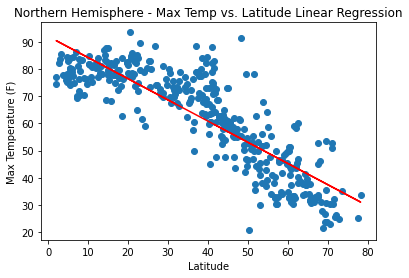 Northern Hemisphere - Max Temp vs. Latitude Linear Regression
Max Temperature (F)
90
80
70
60
50
40
30
20
0 10 20 30 40 50 60 70 80
Latitude